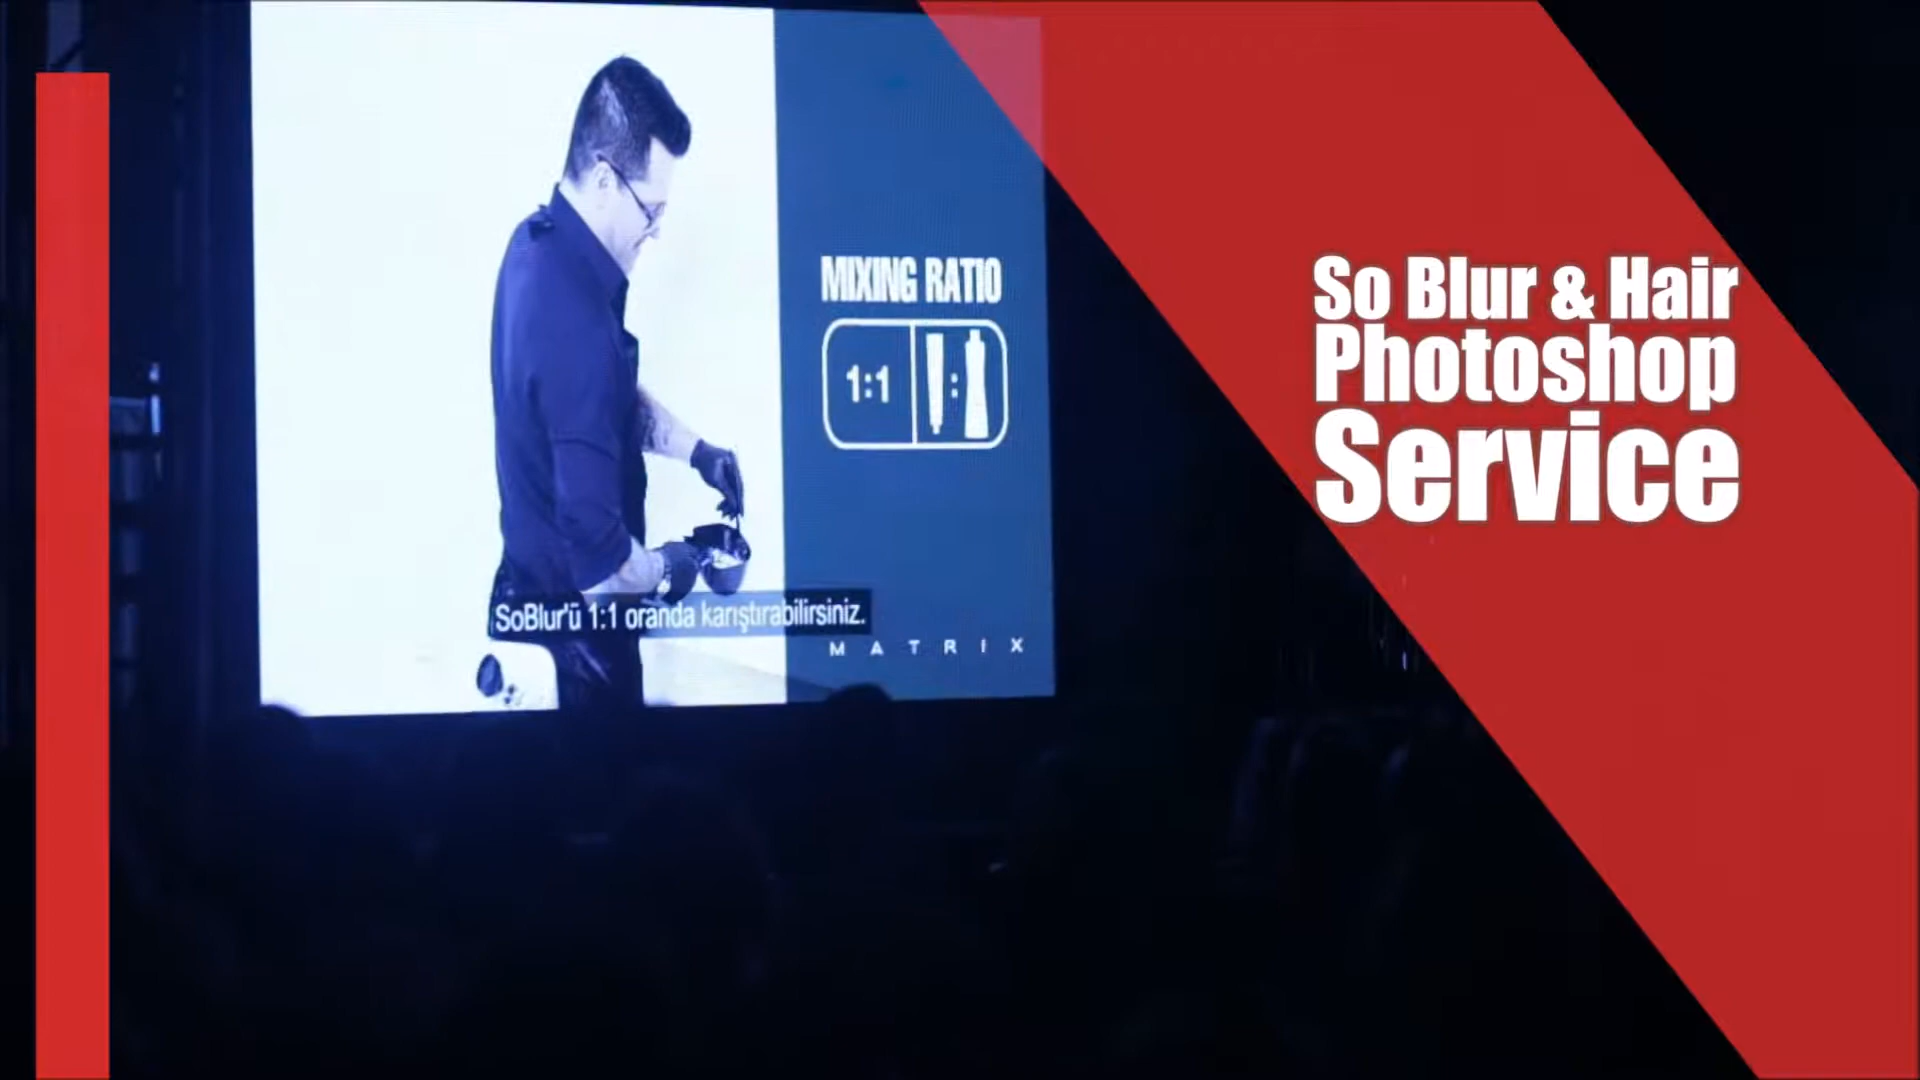 MIXING RATIO
1:1 :
SoBlur'ü 1:1 oranda karıştırabilirsiniz.
MATRIX
So Blur & Hair
Photoshop
Service